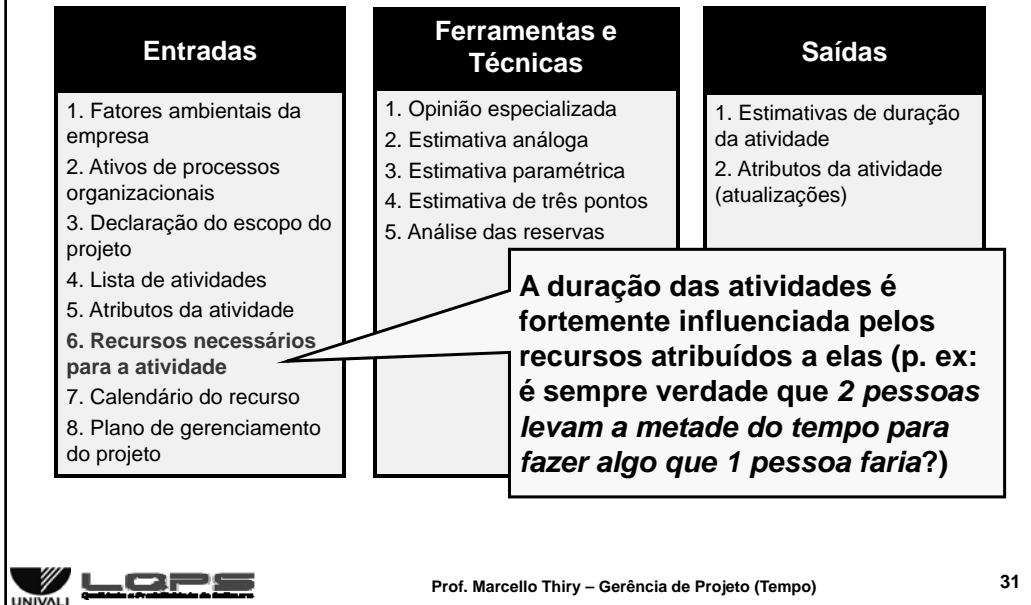 Entradas
1. Fatores ambientais da
empresa
2. Ativos de processos
organizacionais
3. Declaração do escopo do
projeto
4. Lista de atividades
5. Atributos da atividade
6. Recursos necessários
para a atividade
7. Calendário do recurso
8. Plano de gerenciamento
do projeto
Ferramentas e
Técnicas
1. Opinião especializada
2. Estimativa análoga
3. Estimativa paramétrica
4. Estimativa de três pontos
5. Análise das reservas
Saídas
1. Estimativas de duração
da atividade
2. Atributos da atividade
(atualizações)
A duração das atividades é
fortemente influenciada pelos
recursos atribuídos a elas (p. ex:
é sempre verdade que 2 pessoas
levam a metade do tempo para
fazer algo que 1 pessoa faria?)
UNIVALI
LQPS
Qualidade e Produtividade de Software
Prof. Marcello Thiry – Gerência de Projeto (Tempo)
31